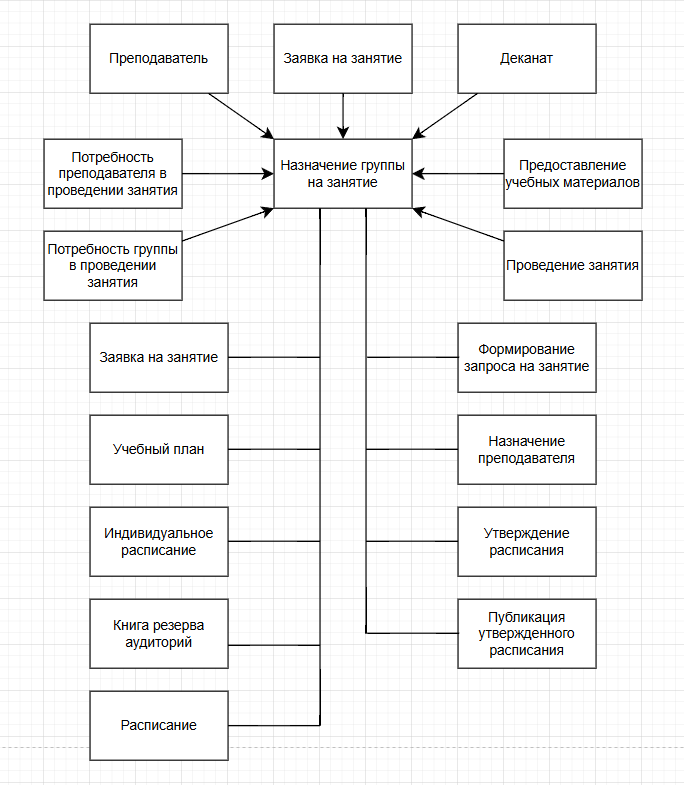 Преподаватель
Заявка на занятие
Деканат
Потребность
преподавателя в
проведении занятия
Назначение группы
на занятие
Предоставление
учебных материалов
Потребность группы
в проведении
занятия
Проведение занятия
Заявка на занятие
Формирование
запроса на занятие
Учебный план
Назначение
преподавателя
Индивидуальное
расписание
Утверждение
расписания
Книга резерва
аудиторий
Публикация
утвержденного
расписания
Расписание